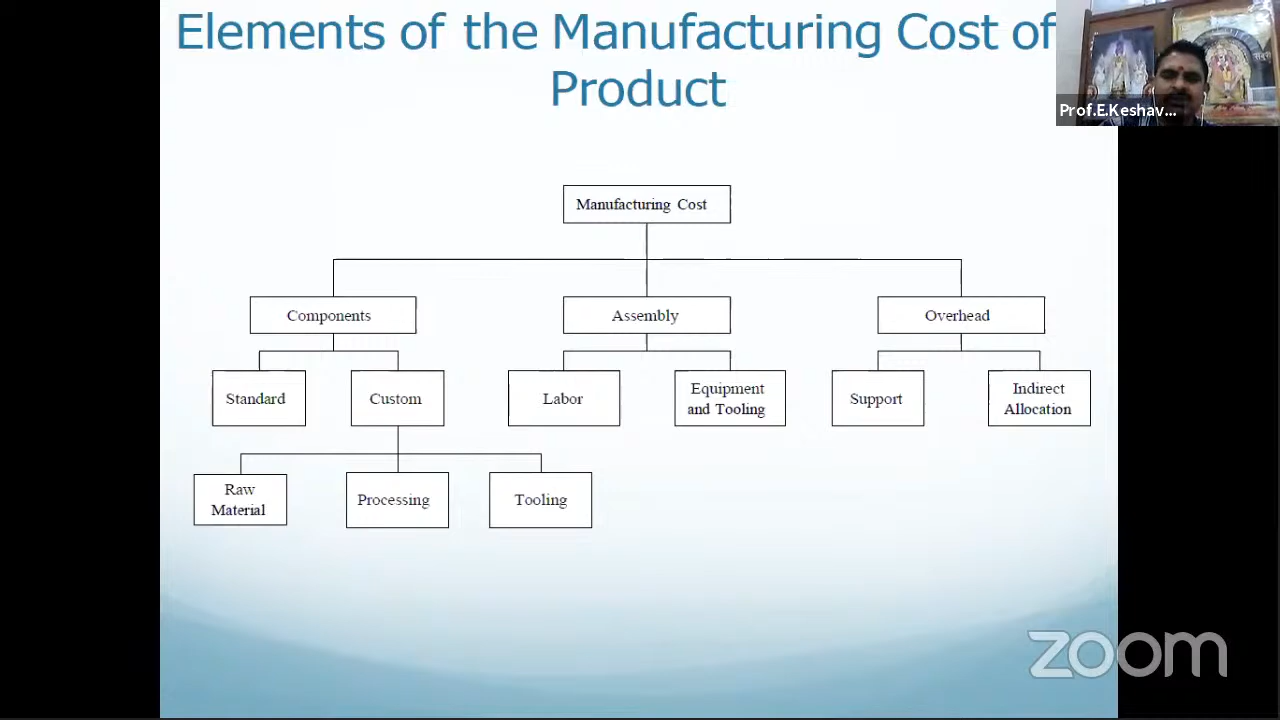 Elements of the Manufacturing Cost of
Product
Prof.E.Keshav...
Manufacturing Cost
Components
Assembly
Overhead
Standard
Custom
Labor
Equipment
and Tooling
Support
Indirect
Allocation
Raw
Material
Processing
Tooling
zoom